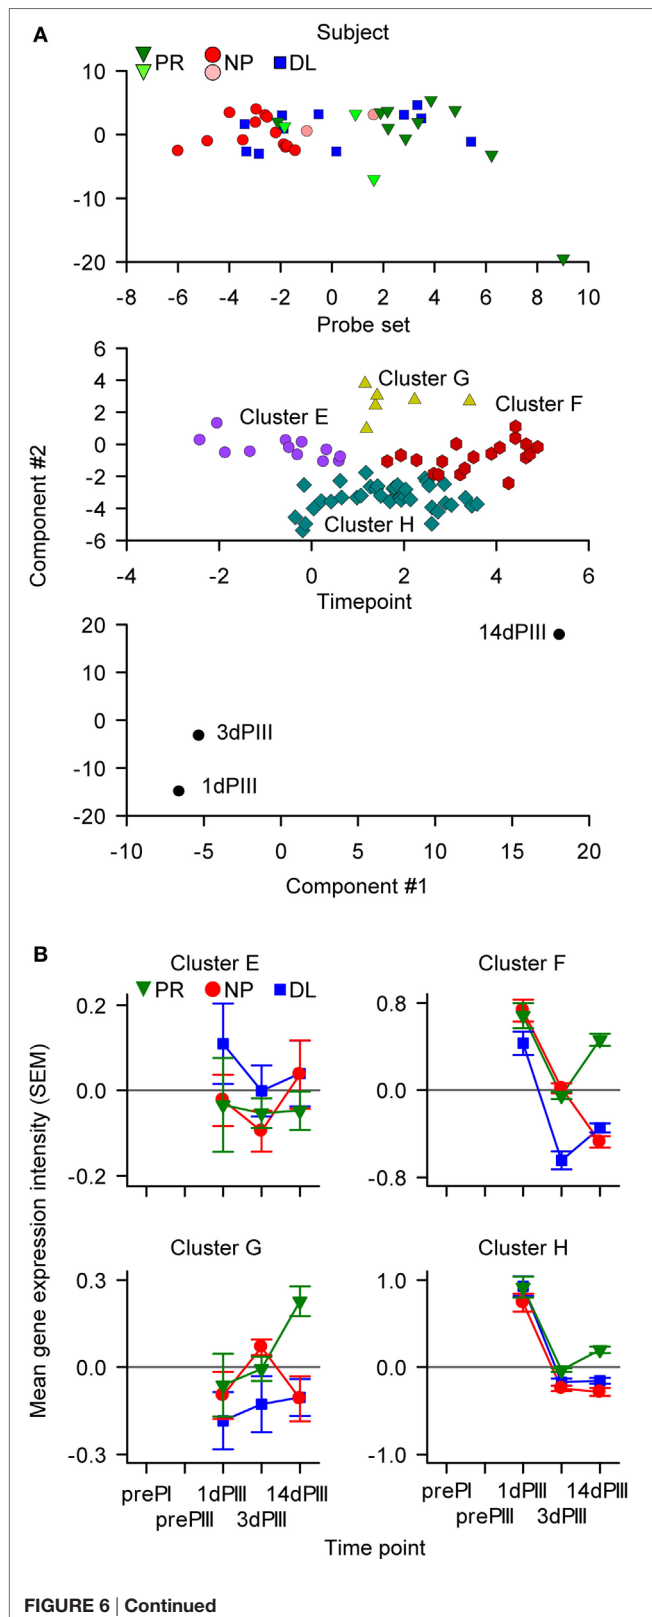 A
Subject
PR NP DL
10
0
-10
-20
-8 -6 -4 -2 0 2 4 6 8 10
Probe set
6
4
2
0
-2
-4
-6
Cluster G
Cluster F
Cluster E
Cluster H
Component #2
-4 -2 0 2 4 6
Timepoint
20
10
0
-10
-20
14dPIII
3dPIII
1dPIII
-10 -5 0 5 10 15 20
Component #1
B
Cluster E
PR NP DL
0.2
0.0
-0.2
Cluster F
0.8
0.0
-0.8
Mean gene expression intensity (SEM)
Cluster G
0.3
0.0
-0.3
Cluster H
1.0
0.0
-1.0
prePI 1dPIII 14dPIII
prePIII 3dPIII
prePI 1dPIII 14dPIII
prePIII 3dPIII
Time point
FIGURE 6 | Continued